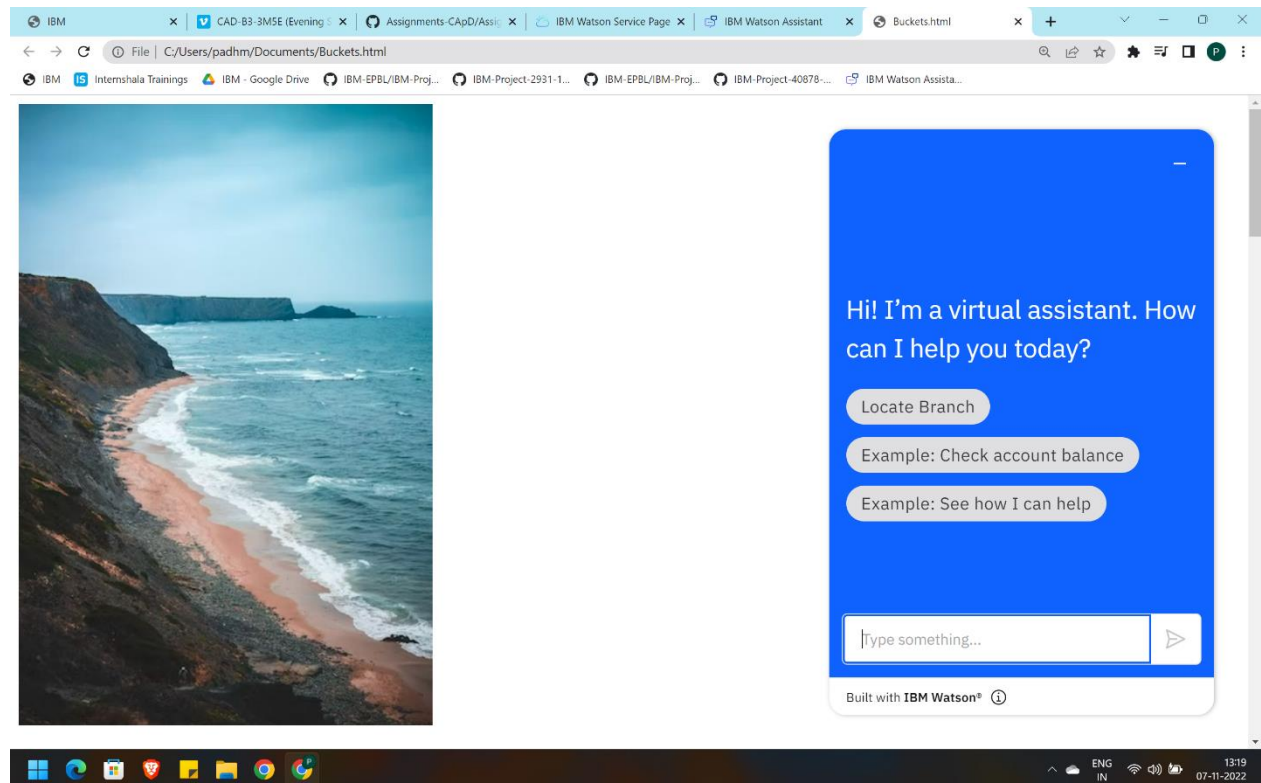 IBM
CAD-B3-3M5E (Evening S
Assignments-CApD/Assig
IBM Watson Service Page
IBM Watson Assistant
Buckets.html
File | C:/Users/padhm/Documents/Buckets.html
P
IBM
IS Internshala Trainings
IBM - Google Drive
IBM-EPBL/IBM-Proj...
IBM-Project-2931-1...
IBM-EPBL/IBM-Proj...
IBM-Project-40878-...
IBM Watson Assista...
Hi! I'm a virtual assistant. How
can I help you today?
Locate Branch
Example: Check account balance
Example: See how I can help
Type something...
Built with IBM Watson®
ENG
IN
13:19
07-11-2022